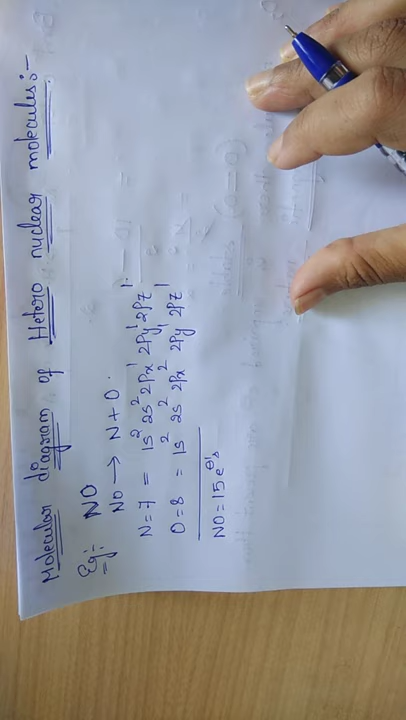 Molecular diagram of Hetero nuclear molecules:-
Eg:- NO
NO → N + O.
N = 7 = 1s² 2s² 2Px¹ 2Py¹ 2Pz¹
O = 8 = 1s² 2s² 2Px² 2Py¹ 2Pz¹
NO = 15 e⊖'s